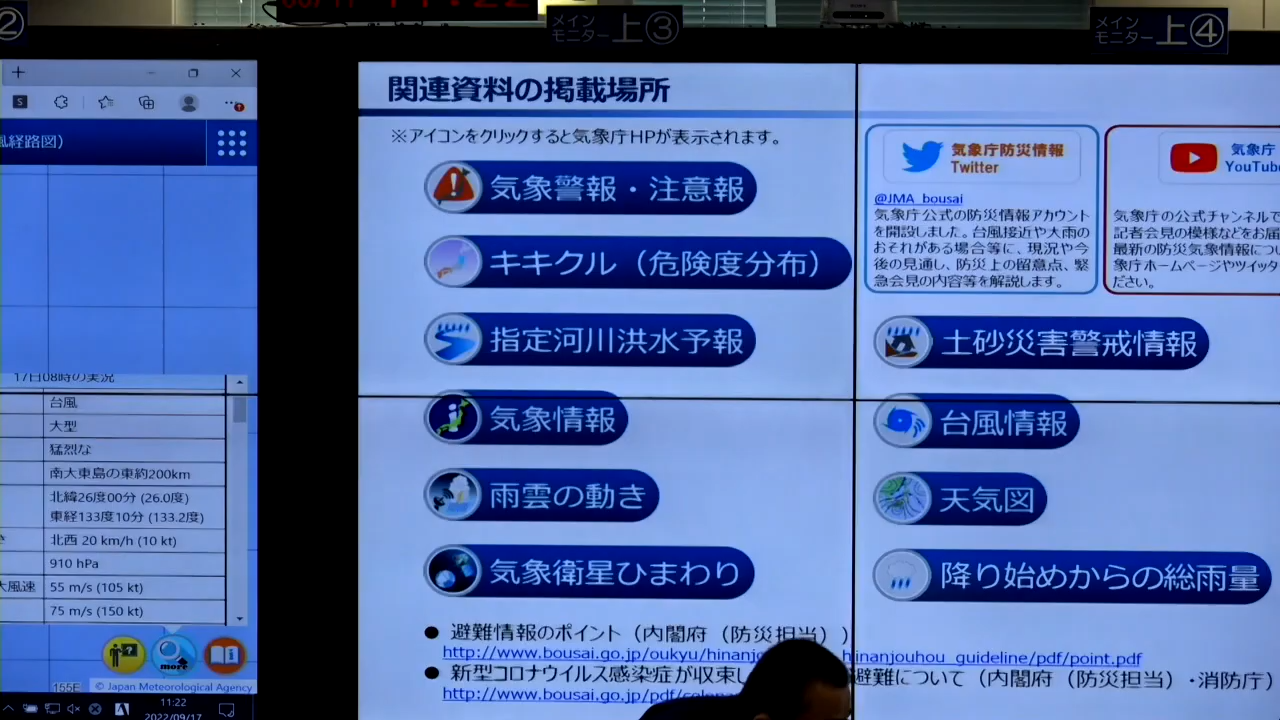 ②
11:22
メイン
モニター 上③
メイン
モニター 上④
経路図)
17日08時の実況
台風
大型
猛烈な
南大東島の東約200km
北緯26度00分 (26.0度)
東経133度10分 (133.2度)
北西 20 km/h (10 kt)
910 hPa
大風速 55 m/s (105 kt)
75 m/s (150 kt)
more
155E
© Japan Meteorological Agency
11:22
2022/09/17
関連資料の掲載場所
※アイコンをクリックすると気象庁HPが表示されます。
気象警報・注意報
キキクル（危険度分布）
指定河川洪水予報
気象情報
雨雲の動き
気象衛星ひまわり
気象庁防災情報
Twitter
@JMA_bousai
気象庁公式の防災情報アカウント
を開設しました。台風接近や大雨の
おそれがある場合等に、現況や今
後の見通し、防災上の留意点、緊
急会見の内容等を解説します。
気象庁
YouTub
気象庁の公式チャンネルで
記者会見の模様などをお届
最新の防災気象情報につい
象庁ホームページやツイッタ
ださい。
土砂災害警戒情報
台風情報
天気図
降り始めからの総雨量
● 避難情報のポイント（内閣府（防災担当））
http://www.bousai.go.jp/oukyu/hinanj hinanjouhou_guideline/pdf/point.pdf
● 新型コロナウイルス感染症が収束し 避難について（内閣府（防災担当）・消防庁）
http://www.bousai.go.jp/pdf/